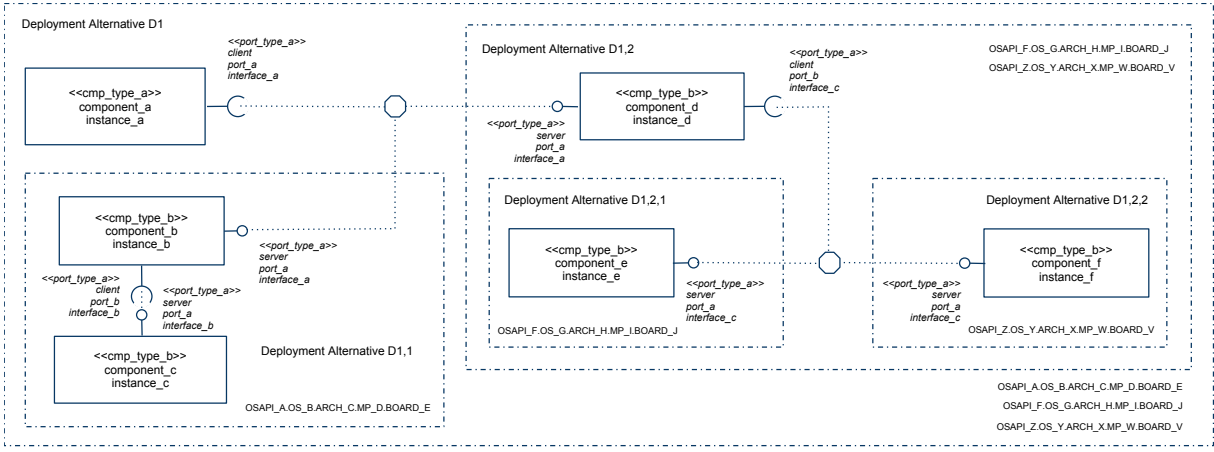 Deployment Alternative D1
<<port_type_a>>
client
port_a
interface_a
<<cmp_type_a>>
component_a
instance_a
Deployment Alternative D1,2
<<port_type_a>>
client
port_b
interface_c
OSAPI_F.OS_G.ARCH_H.MP_I.BOARD_J
OSAPI_Z.OS_Y.ARCH_X.MP_W.BOARD_V
<<cmp_type_b>>
component_d
instance_d
<<port_type_a>>
server
port_a
interface_a
<<cmp_type_b>>
component_b
instance_b
<<port_type_a>>
server
port_a
interface_a
<<port_type_a>>
client
port_b
interface_b
<<port_type_a>>
server
port_a
interface_b
<<cmp_type_b>>
component_c
instance_c
Deployment Alternative D1,1
OSAPI_A.OS_B.ARCH_C.MP_D.BOARD_E
Deployment Alternative D1,2,1
<<cmp_type_b>>
component_e
instance_e
<<port_type_a>>
server
port_a
interface_c
OSAPI_F.OS_G.ARCH_H.MP_I.BOARD_J
Deployment Alternative D1,2,2
<<cmp_type_b>>
component_f
instance_f
<<port_type_a>>
server
port_a
interface_c
OSAPI_Z.OS_Y.ARCH_X.MP_W.BOARD_V
OSAPI_A.OS_B.ARCH_C.MP_D.BOARD_E
OSAPI_F.OS_G.ARCH_H.MP_I.BOARD_J
OSAPI_Z.OS_Y.ARCH_X.MP_W.BOARD_V